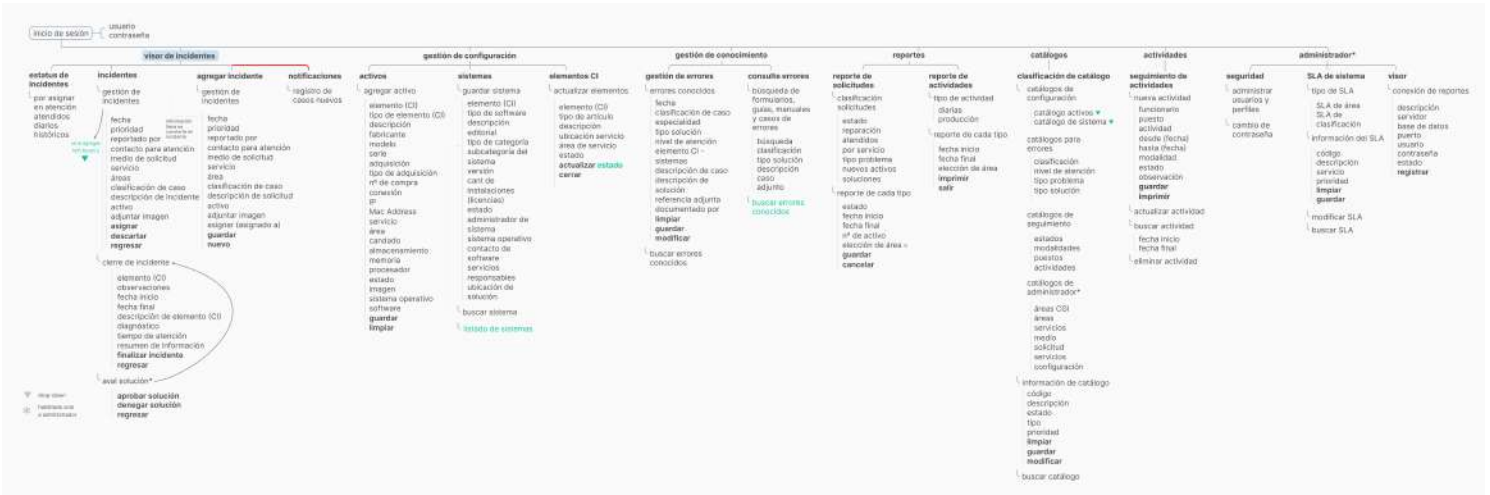 inicio de sesión
usuario
contraseña
visor de incidentes
gestión de configuración
gestión de conocimiento
reportes
catálogos
actividades
administrador*
estatus de
incidentes
por asignar
en atención
atendidos
diarios
históricos
incidentes
gestión de
incidentes
fecha
prioridad
reportado por
contacto para atención
medio de solicitud
servicio
áreas
clasificación de caso
descripción de incidente
activo
adjuntar imagen
asignar
descartar
regresar
cierre de incidente
elemento (CI)
observaciones
fecha inicio
fecha final
descripción de elemento (CI)
diagnóstico
tiempo de atención
resumen de información
finalizar incidente
regresar
aval solución*
aprobar solución
denegar solución
regresar
agregar incidente
gestión de
incidentes
fecha
prioridad
reportado por
contacto para atención
medio de solicitud
servicio
área
clasificación de caso
descripción de solicitud
activo
adjuntar imagen
asignar (asignado a)
guardar
nuevo
notificaciones
registro de
casos nuevos
activos
agregar activo
elemento (CI)
tipo de elemento (CI)
descripción
fabricante
modelo
serie
adquisición
tipo de adquisición
nº de compra
conexión
IP
Mac Address
servicio
área
candado
almacenamiento
memoria
procesador
estado
imagen
sistema operativo
software
guardar
limpiar
sistemas
guardar sistema
elemento (CI)
tipo de software
descripción
editorial
tipo de categoría
subcategoría del
sistema
versión
cant de
instalaciones
(licencias)
estado
administrador de
sistema
sistema operativo
contacto de
software
servicios
responsables
ubicación de
solución
buscar sistema
listado de sistemas
elementos CI
actualizar elementos
elemento (CI)
tipo de artículo
descripción
ubicación servicio
área de servicio
estado
actualizar estado
cerrar
gestión de errores
errores conocidos
fecha
clasificación de caso
especialidad
tipo solución
nivel de atención
elemento CI -
sistemas
descripción de caso
descripción de
solución
referencia adjunto
documentado por
limpiar
guardar
modificar
buscar errores
conocidos
consulte errores
búsqueda de
formularios,
guías, manuales
y casos de
errores
búsqueda
clasificación
tipo solución
descripción
caso
adjunto
buscar errores
conocidos
reporte de
solicitudes
clasificación
solicitudes
estado
reparación
atendidos
por servicio
tipo problema
nuevos activos
soluciones
reporte de cada tipo
estado
fecha inicio
fecha final
nº de activo
elección de área
guardar
cancelar
reporte de
actividades
tipo de actividad
diarias
producción
reporte de cada tipo
fecha inicio
fecha final
elección de área
imprimir
salir
clasificación de catálogo
catálogos de
configuración
catálogo activos
catálogo de sistema
catálogos para
errores
clasificación
nivel de atención
tipo problema
tipo solución
catálogos de
seguimiento
estados
modalidades
puestos
actividades
catálogos de
administrador*
áreas (CI)
áreas
servicios
medio
solicitud
servicios
configuración
información de catálogo
código
descripción
estado
tipo
prioridad
limpiar
guardar
modificar
buscar catálogo
seguimiento de
actividades
nueva actividad
funcionario
puesto
actividad
desde (fecha)
hasta (fecha)
modalidad
estado
observación
guardar
imprimir
actualizar actividad
buscar actividad
fecha inicio
fecha final
eliminar actividad
seguridad
administrar
usuarios y
perfiles
cambio de
contraseña
SLA de sistema
tipo de SLA
SLA de área
SLA de
clasificación
información del SLA
código
descripción
servicio
prioridad
limpiar
guardar
modificar SLA
buscar SLA
visor
conexión de reportes
descripción
servidor
base de datos
puerto
usuario
contraseña
estado
registrar
drop down